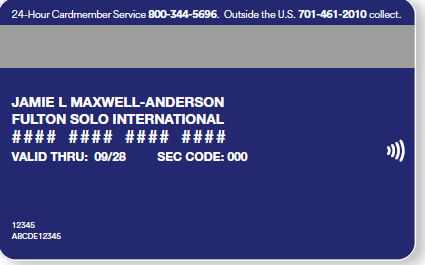 24-Hour Cardmember Service 800-344-5696. Outside the U.S. 701-461-2010 collect.
JAMIE L MAXWELL-ANDERSON
FULTON SOLO INTERNATIONAL
#### #### #### ####
VALID THRU: 09/28 SEC CODE: 000
12345
ABCDE12345